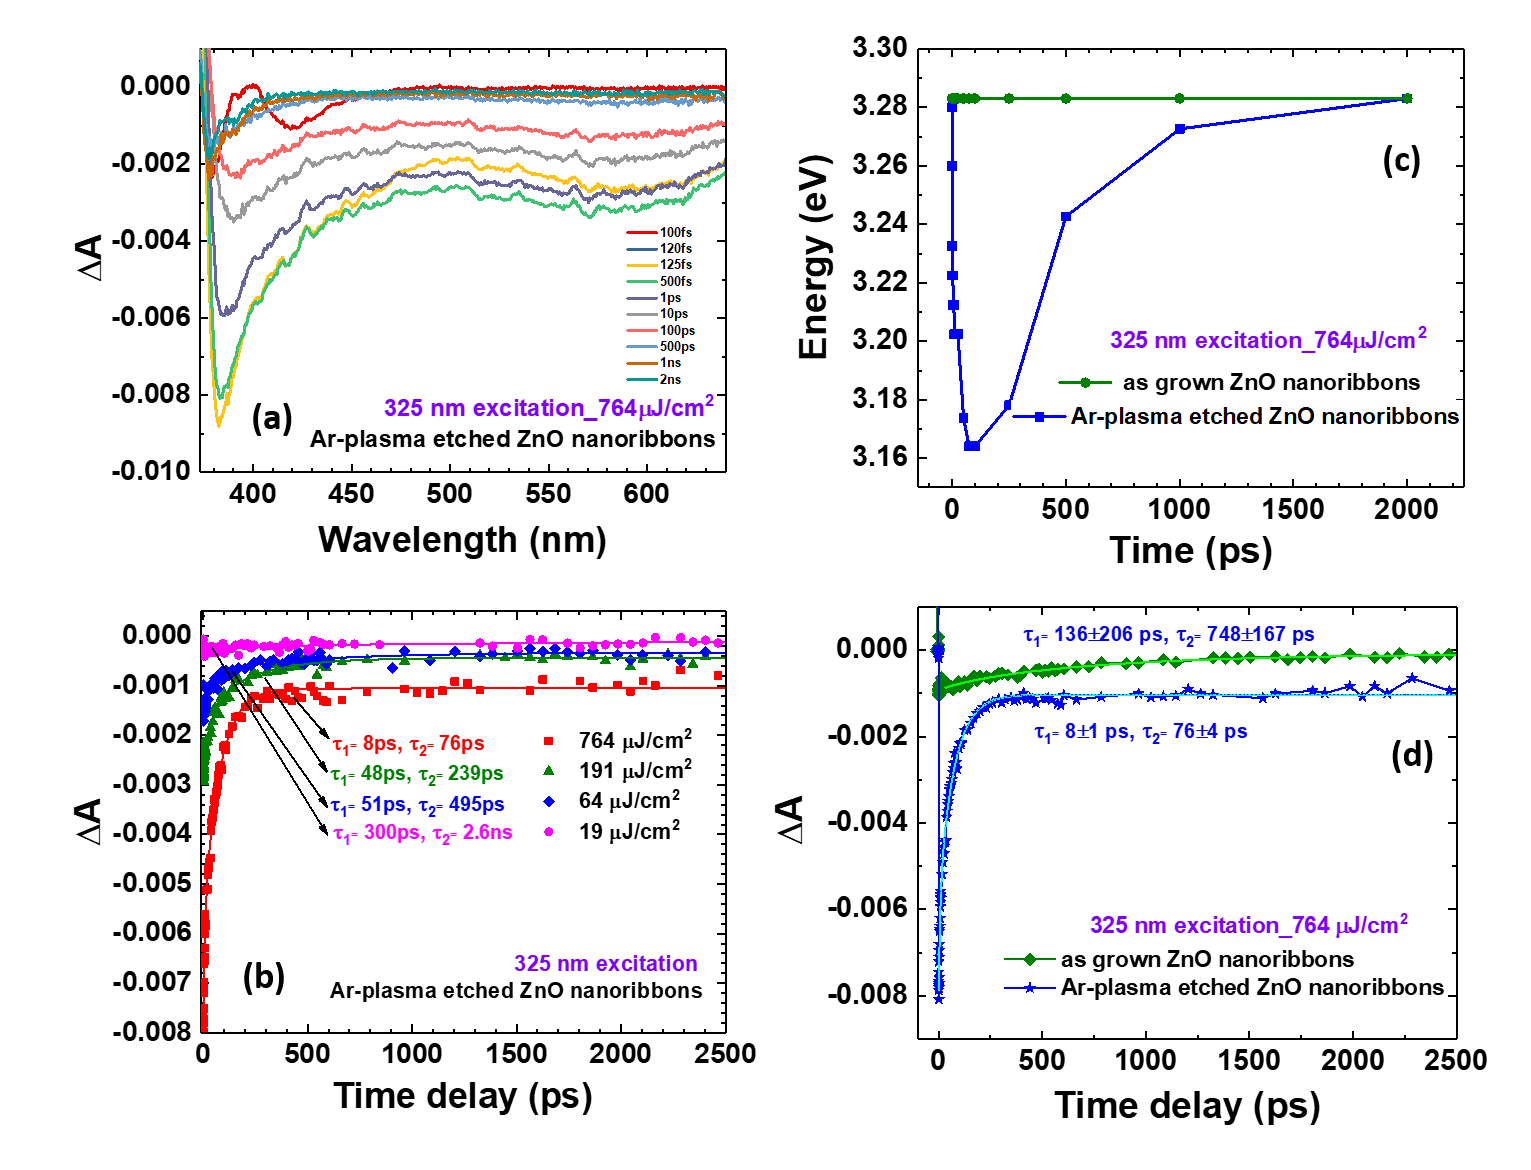 0.000
-0.002
-0.004
-0.006
-0.008
-0.010
ΔA
100fs
120fs
125fs
500fs
1ps
10ps
100ps
500ps
1ns
2ns
(a)
325 nm excitation_764μJ/cm²
Ar-plasma etched ZnO nanoribbons
400
450
500
550
600
Wavelength (nm)
3.30
3.28
3.26
3.24
3.22
3.20
3.18
3.16
Energy (eV)
(c)
325 nm excitation_764μJ/cm²
as grown ZnO nanoribbons
Ar-plasma etched ZnO nanoribbons
0
500
1000
1500
2000
Time (ps)
0.000
-0.001
-0.002
-0.003
-0.004
-0.005
-0.006
-0.007
-0.008
ΔA
τ₁= 8ps, τ₂= 76ps
τ₁= 48ps, τ₂= 239ps
τ₁= 51ps, τ₂= 495ps
τ₁= 300ps, τ₂= 2.6ns
764 μJ/cm²
191 μJ/cm²
64 μJ/cm²
19 μJ/cm²
(b)
325 nm excitation
Ar-plasma etched ZnO nanoribbons
0
500
1000
1500
2000
2500
Time delay (ps)
0.000
-0.002
-0.004
-0.006
-0.008
ΔA
τ₁= 136±206 ps, τ₂= 748±167 ps
τ₁= 8±1 ps, τ₂= 76±4 ps
(d)
325 nm excitation_764 μJ/cm²
as grown ZnO nanoribbons
Ar-plasma etched ZnO nanoribbons
0
500
1000
1500
2000
2500
Time delay (ps)